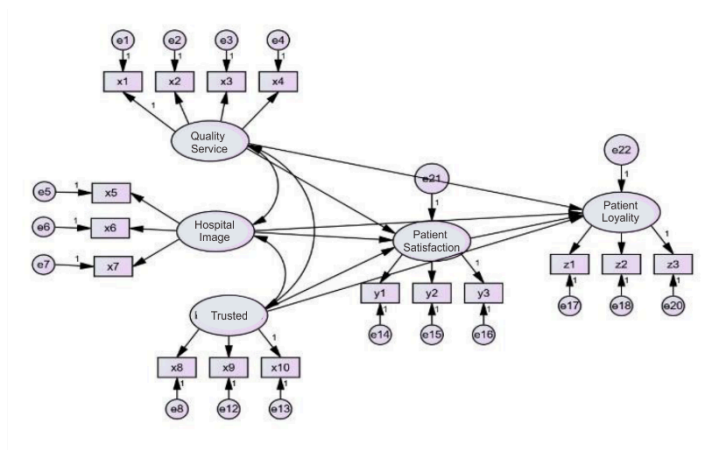 e1 e2 e3 e4
1 1 1 1
x1 x2 x3 x4
1
Quality
Service
e22
e21
1
1
e5 1 x5
e6 1 x6
e7 1 x7
Hospital
Image
Patient
Loyality
Patient
Satisfaction
1
z1 z2 z3
1 1 1
e17 e18 e20
1
y1 y2 y3
1 1 1
e14 e15 e16
i Trusted
1
x8 x9 x10
1 1 1
e8 e12 e13